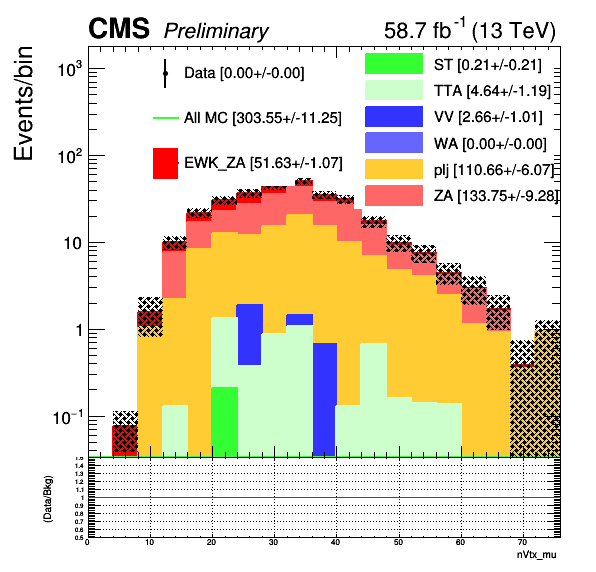 CMS Preliminary 58.7 fb⁻¹ (13 TeV)
Events/bin
10³
10²
10
1
10⁻¹
Data [0.00+/-0.00]
All MC [303.55+/-11.25]
EWK_ZA [51.63+/-1.07]
ST [0.21+/-0.21]
TTA [4.64+/-1.19]
VV [2.66+/-1.01]
WA [0.00+/-0.00]
plj [110.66+/-6.07]
ZA [133.75+/-9.28]
(Data/Bkg)
1.5
1.4
1.3
1.2
1.1
1
0.9
0.8
0.7
0.6
0.5
0 10 20 30 40 50 60 70
nVtx_mu